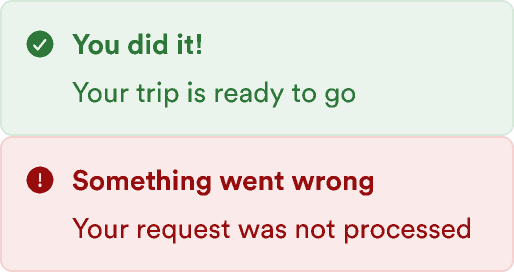 You did it!
Your trip is ready to go
Something went wrong
Your request was not processed